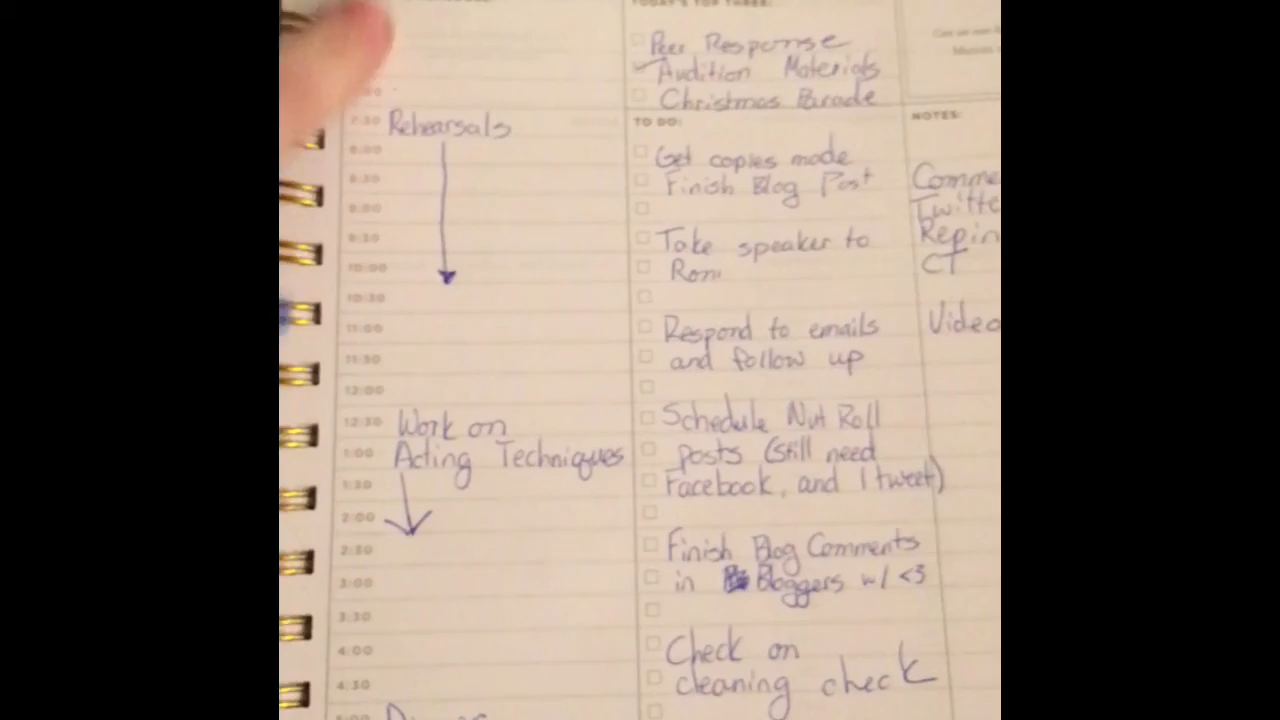 TODAY'S TOP THREE:
Peer Response
Audition Materials
Christmas Parade
7:30 Rehearsals
8:00
8:30
9:00
9:30
10:00
10:30
11:00
11:30
12:00
12:30 Work on
1:00 Acting Techniques
1:30
2:00
2:30
3:00
3:30
4:00
4:30
5:00
TO DO:
Get copies made
Finish Blog Post
Take speaker to
Roni
Respond to emails
and follow up
Schedule Nut Roll
posts (still need
Facebook, and 1 tweet)
Finish Blog Comments
in Bloggers w/ <3
Check on
cleaning check
NOTES:
Comme
Twitte
Repin
CT
Video